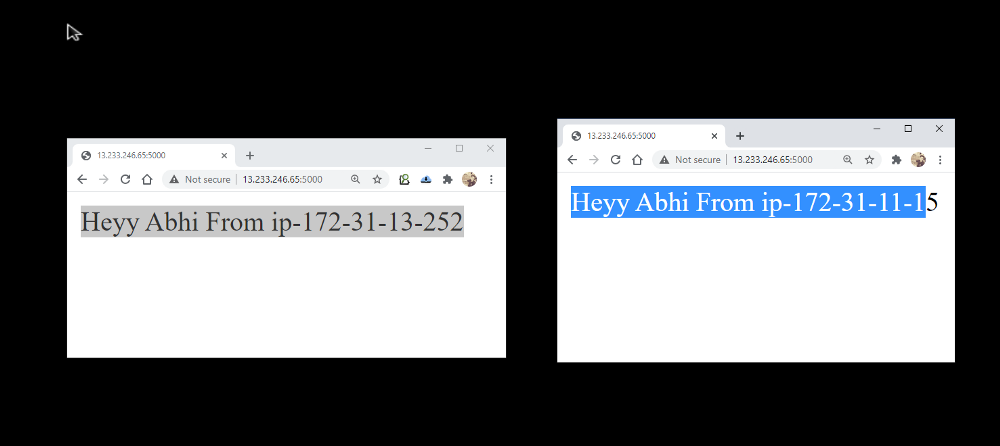 13.233.246.65:5000
Not secure | 13.233.246.65:5000
Heyy Abhi From ip-172-31-13-252
13.233.246.65:5000
Not secure | 13.233.246.65:5000
Heyy Abhi From ip-172-31-11-15